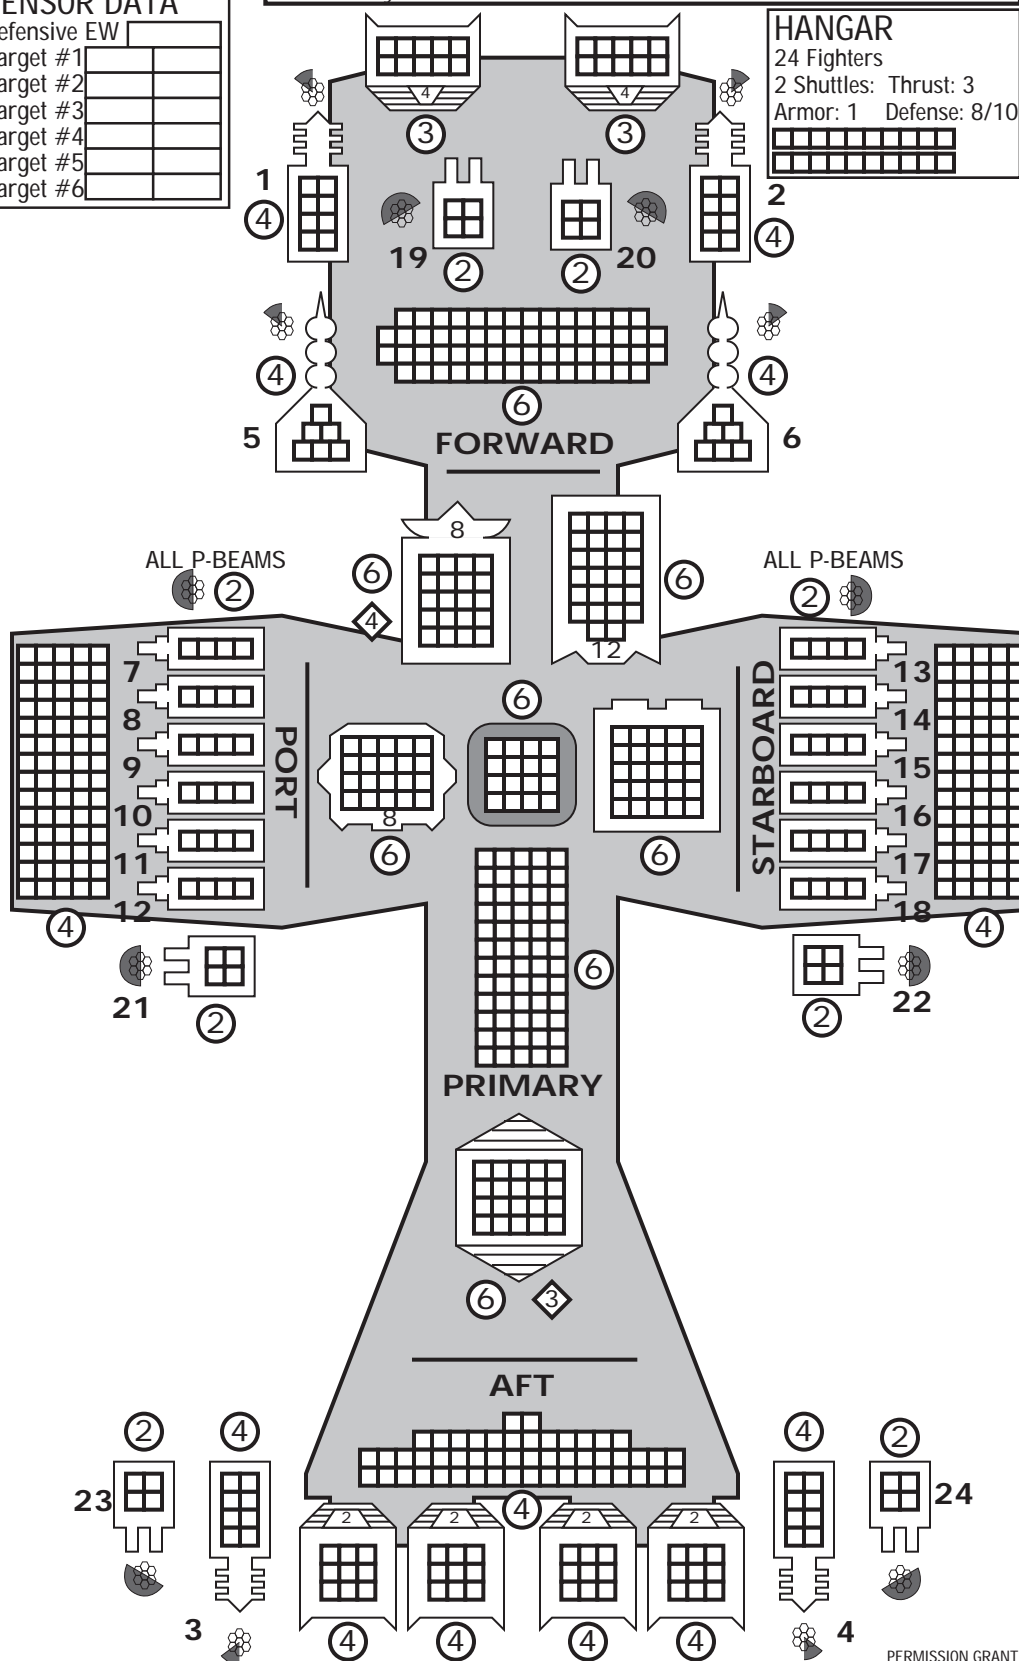 ENSOR DATA
efensive EW
arget #1
arget #2
arget #3
arget #4
arget #5
arget #6
HANGAR
24 Fighters
2 Shuttles: Thrust: 3
Armor: 1 Defense: 8/10
4 4
3 3
1 2
4 4
19 20
2 2
4 4
6
5 6
FORWARD
8
ALL P-BEAMS ALL P-BEAMS
6 6
2 2
4
12
7 13
6
8 14
PORT STARBOARD
9 15
10 8 16
6 6
11 17
12 18
4 4
6
21 22
2 2
PRIMARY
6 3
AFT
2 4 4 2
23 24
4
2 2 2 2
3 4
4 4 4 4
PERMISSION GRANT